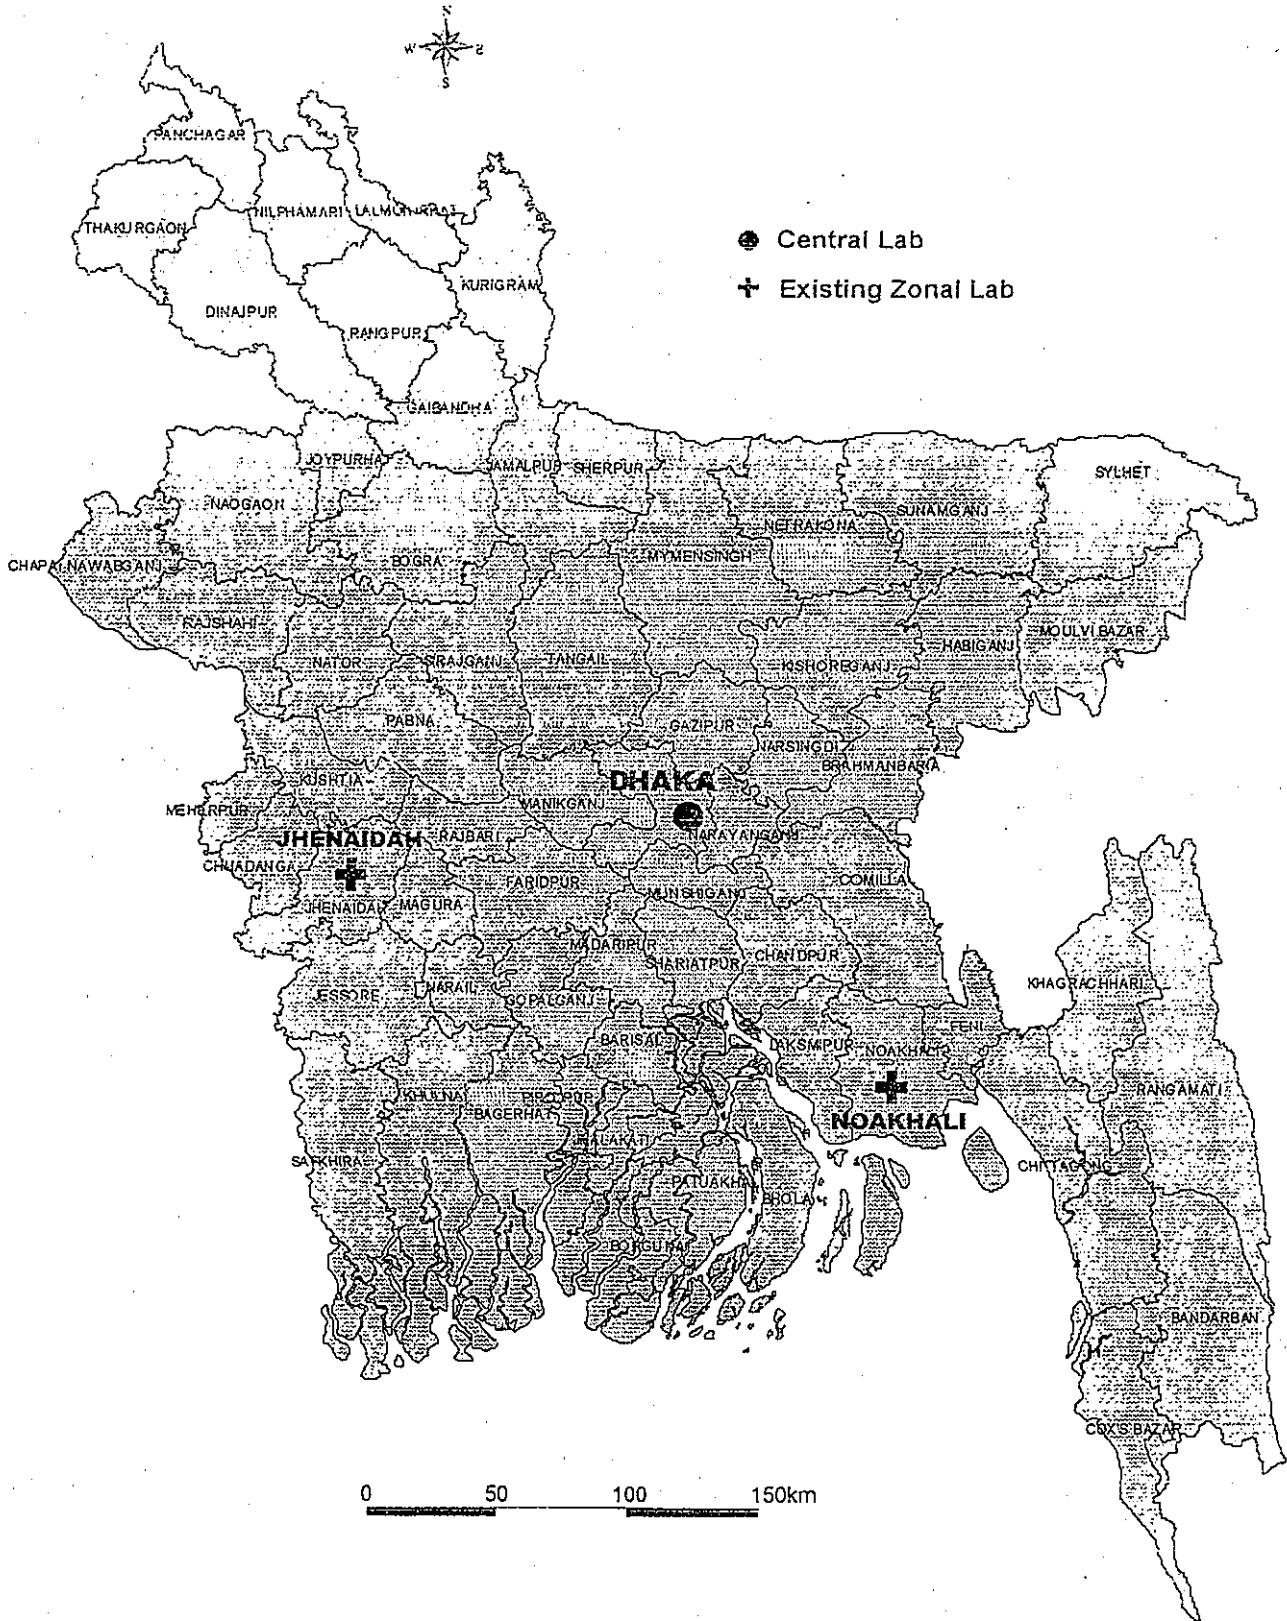 N
W
S
S
PANCHAGAR
THAKURGAON
NILPHAMARI
DINAJPUR
RANGPUR
KURIGRAM
Central Lab
Existing Zonal Lab
GAIBANDHA
JOYPURHA
JAMALPUR
SHERPUR
SYLHET
NAOGAON
NETRAKONA
SUNAMGANJ
MYMENSINGH
BOGRA
CHAPAI NAWABGANJ
RAJSHAHI
NATOR
SIRAJGANJ
TANGAIL
KISHOREGANJ
HABIGANJ
MOULVI BAZAR
PABNA
GAZIPUR
NARSINGDI
BRAHMANBARIA
KUSHTIA
DHAKA
MEHERPUR
MANIKGANJ
JHENAIDAH
RAJBARI
NARAYANGANJ
CHUADANGA
FARIDPUR
MUNSHIGANJ
COMILLA
JHENAIDAH
MAGURA
MADARIPUR
SHARIATPUR
CHANDPUR
JESSORE
NARAIL
GOPALGANJ
KHAGRACHHARI
BARISAL
LAKSMIPUR
NOAKHALI
FENI
KHULNA
BAGERHAT
PIROJPUR
RANGAMATI
NOAKHALI
JHALAKATI
SATKHIRA
PATUAKHA
BHOLA
CHITTAGONG
BORGUNA
BANDARBAN
COX'S BAZAR
0 50 100 150km